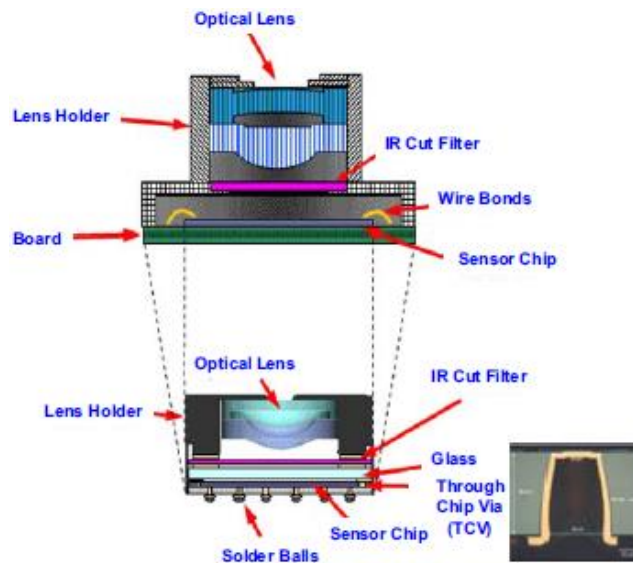 Optical Lens
Lens Holder
IR Cut Filter
Wire Bonds
Board
Sensor Chip
Optical Lens
IR Cut Filter
Lens Holder
Glass
Through
Chip Via
(TCV)
Sensor Chip
Solder Balls